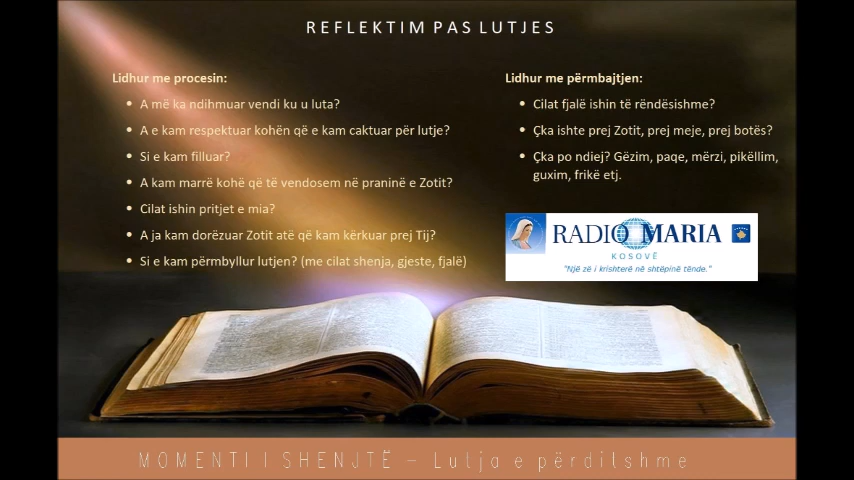 REFLEKTIM PAS LUTJES
Lidhur me procesin:
• A më ka ndihmuar vendi ku u luta?
• A e kam respektuar kohën që e kam caktuar për lutje?
• Si e kam filluar?
• A kam marrë kohë që të vendosem në praninë e Zotit?
• Cilat ishin pritjet e mia?
• A ja kam dorëzuar Zotit atë që kam kërkuar prej Tij?
• Si e kam përmbyllur lutjen? (me cilat shenja, gjeste, fjalë)
Lidhur me përmbajtjen:
• Cilat fjalë ishin të rëndësishme?
• Çka ishte prej Zotit, prej meje, prej botës?
• Çka po ndiej? Gëzim, paqe, mërzi, pikëllim,
guxim, frikë etj.
RADIO MARIA
KOSOVË
"Një zë i krishterë në shtëpinë tënde."
MOMENTI I SHENJTË – Lutja e përditshme